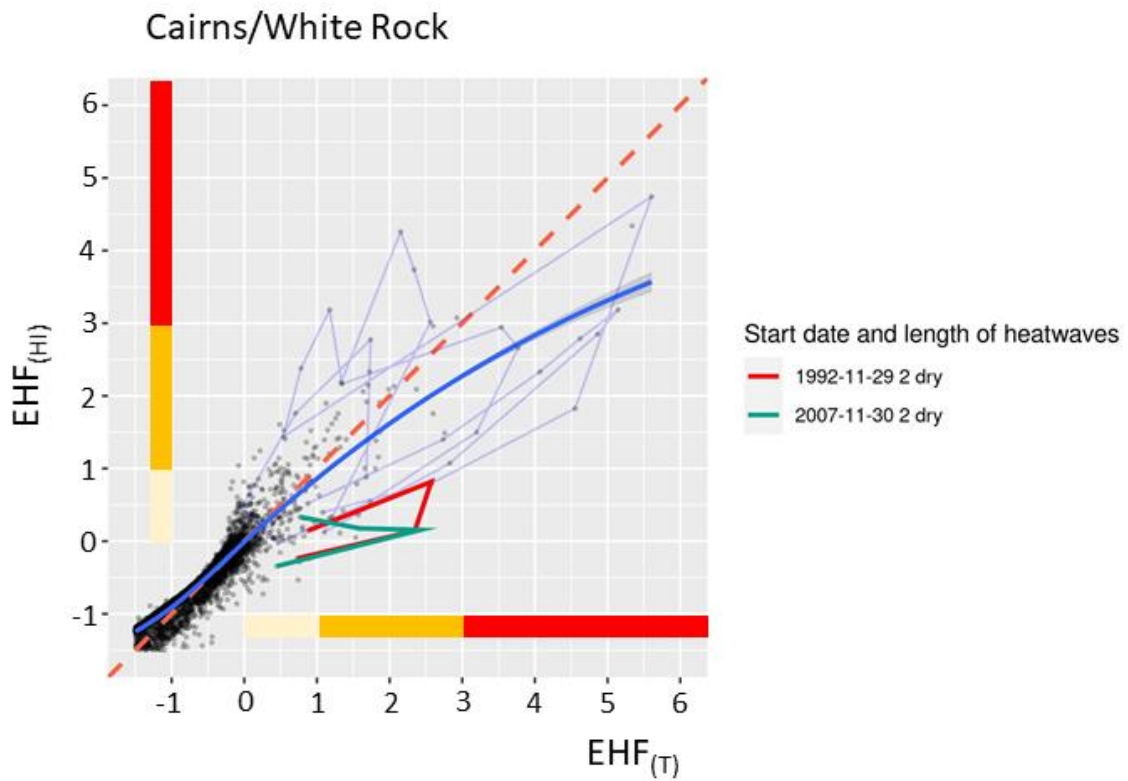 Cairns/White Rock
6
5
4
3
2
1
0
-1
EHF(HI)
-1 0 1 2 3 4 5 6
EHF(T)
Start date and length of heatwaves
1992-11-29 2 dry
2007-11-30 2 dry